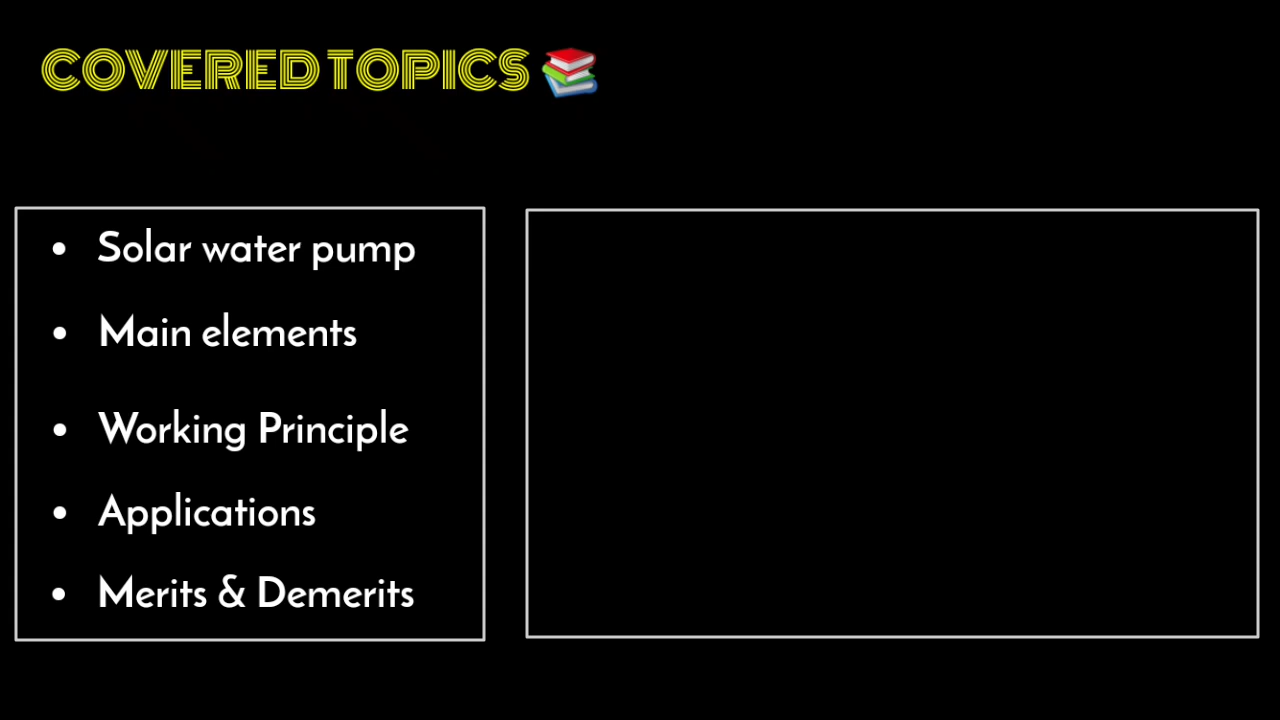 COVERED TOPICS 📚
• Solar water pump
• Main elements
• Working Principle
• Applications
• Merits & Demerits